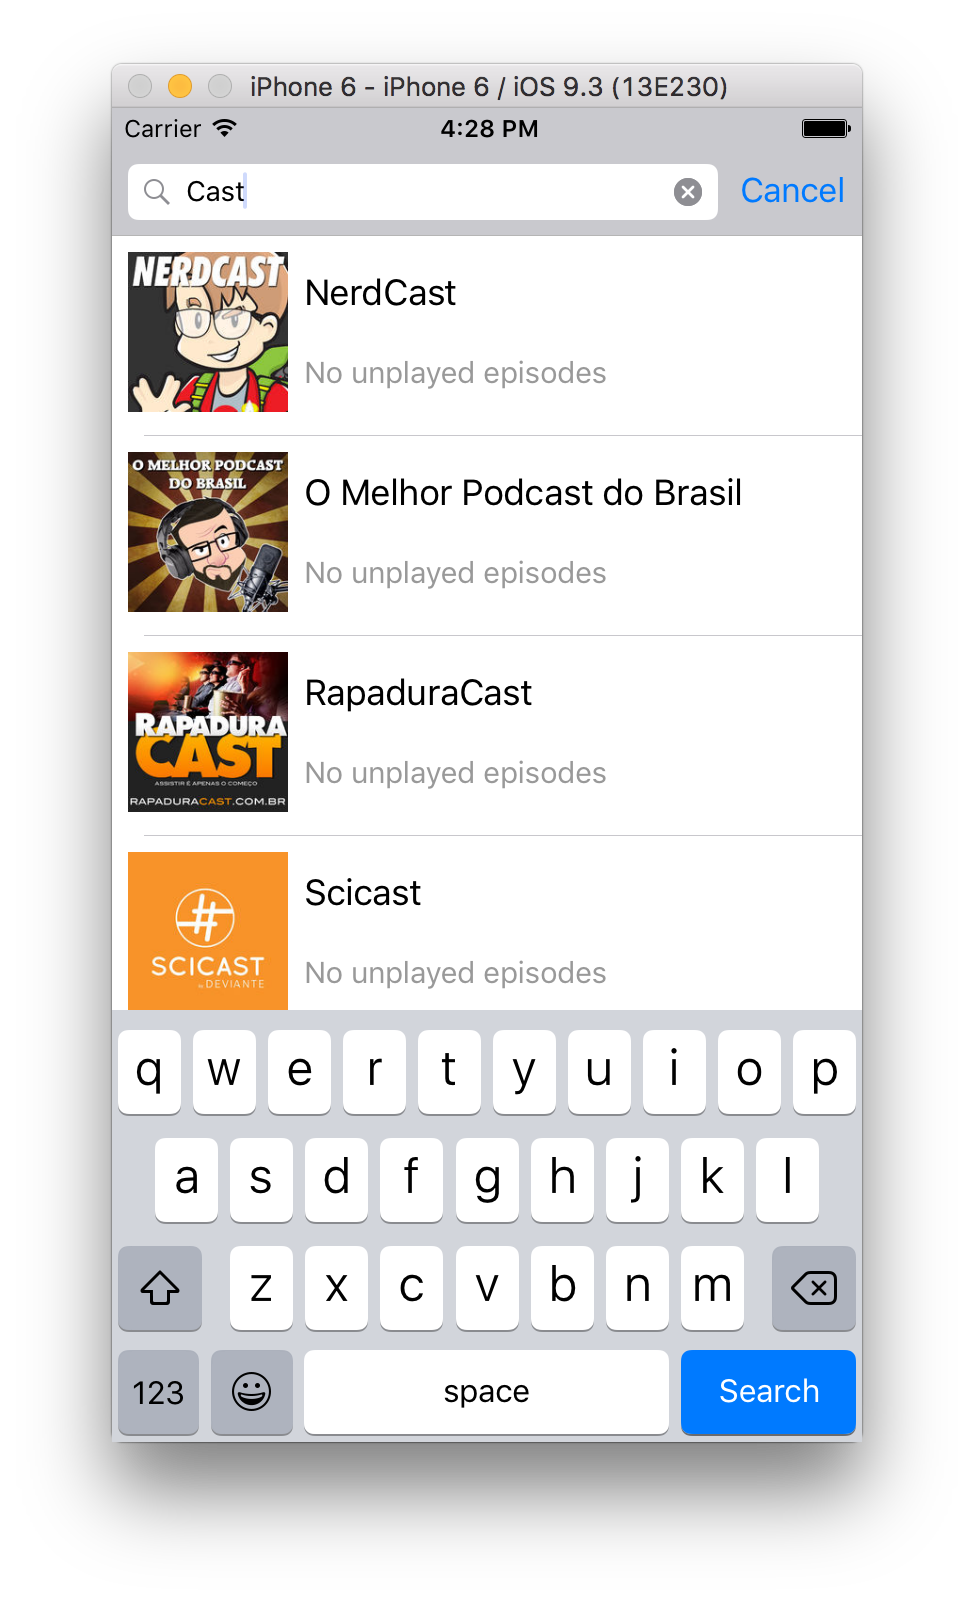 iPhone 6 - iPhone 6 / iOS 9.3 (13E230)
Carrier 4:28 PM
Cast Cancel
NERDCAST
NerdCast
No unplayed episodes
O MELHOR PODCAST
DO BRASIL
O Melhor Podcast do Brasil
No unplayed episodes
RAPADURA
CAST
ASSISTIR É APENAS O COMEÇO
RAPADURACAST.COM.BR
RapaduraCast
No unplayed episodes
SCICAST
by DEVIANTE
Scicast
No unplayed episodes
q w e r t y u i o p
a s d f g h j k l
z x c v b n m
123 space Search